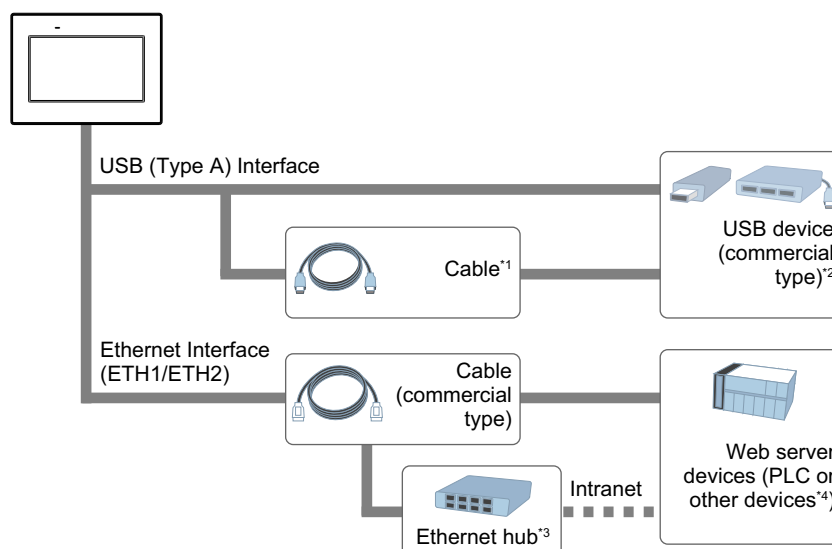 USB (Type A) Interface
USB device
(commercial
type)*2
Cable*1
Ethernet Interface
(ETH1/ETH2)
Cable
(commercial
type)
Web server
devices (PLC or
other devices*4)
Intranet
Ethernet hub*3